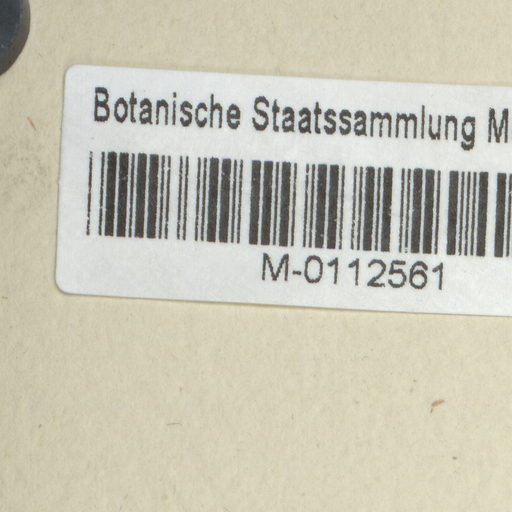 Botanische Staatssammlung M
M-0112561